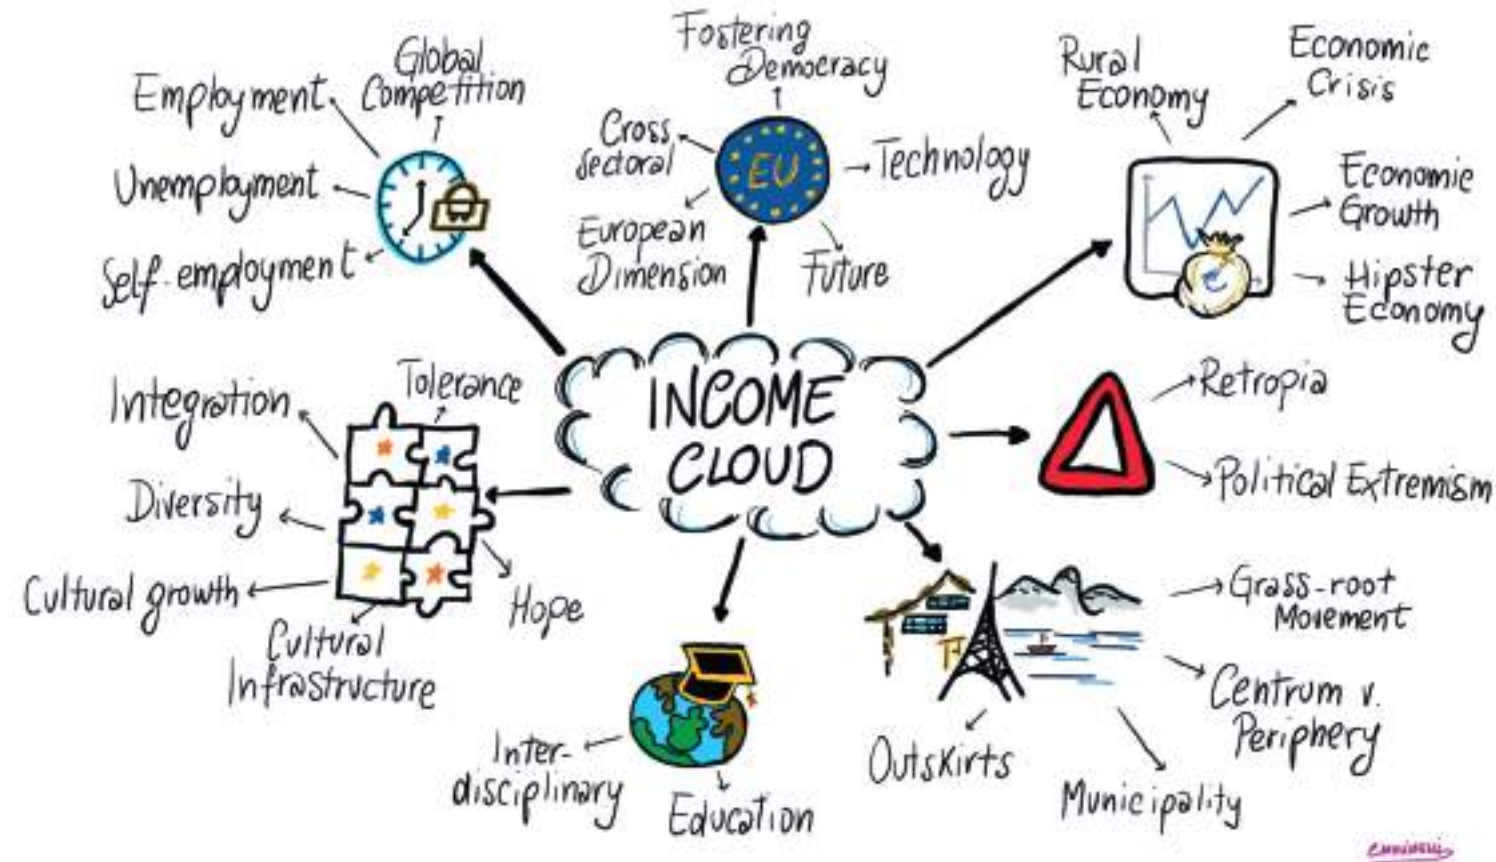 INCOME
CLOUD
Global
Competition
Employment
Unemployment
Self-employment
Fostering
Democracy
Cross
Sectoral
EU
Technology
European
Dimension
Future
Rural
Economy
Economic
Crisis
Economic
Growth
Hipster
Economy
Retropia
Political Extremism
Grass-root
Movement
Centrum v.
Periphery
Municipality
Outskirts
Inter-
disciplinary
Education
Tolerance
Integration
Diversity
Cultural growth
Cultural
Infrastructure
Hope